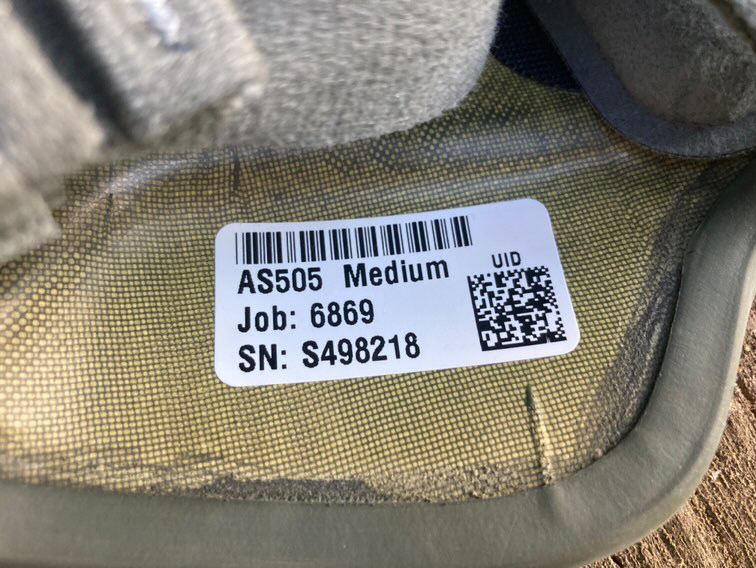 UID
AS505 Medium
Job: 6869
SN: S498218